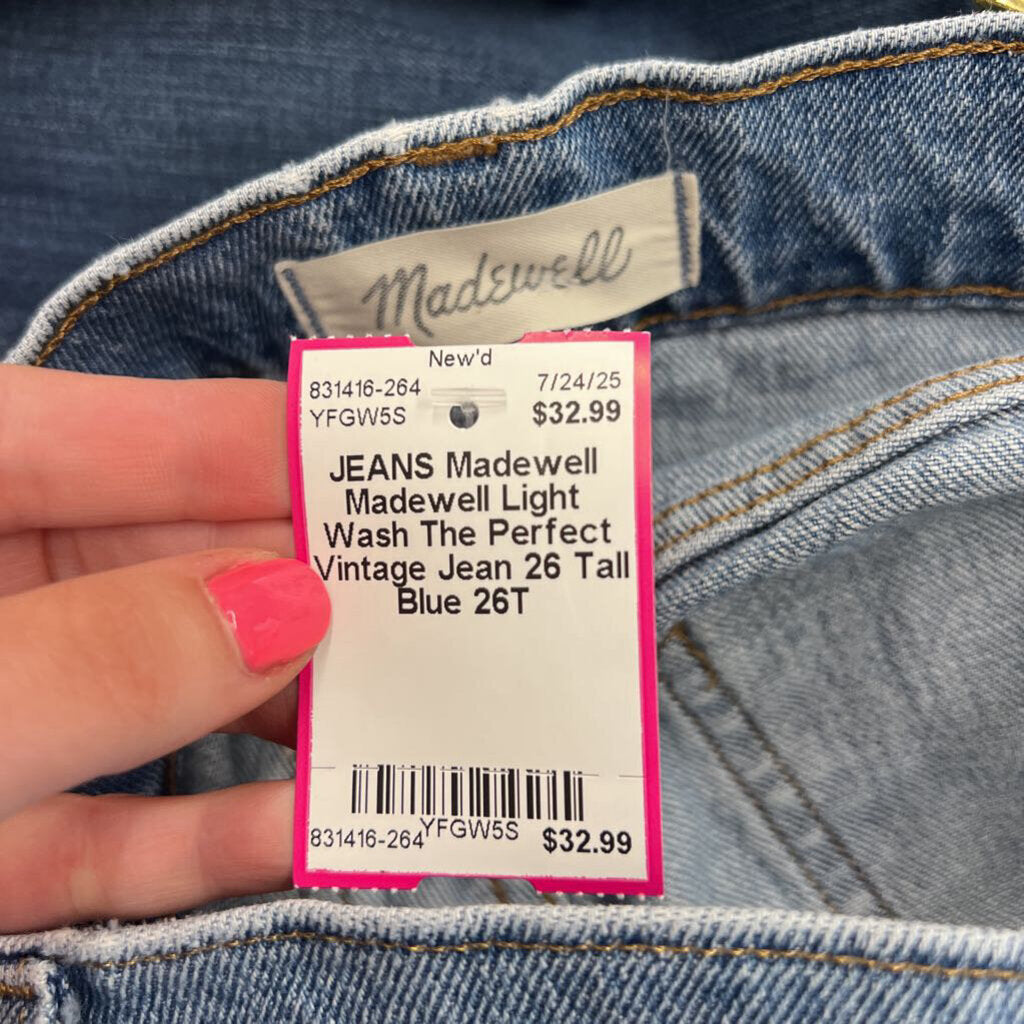 Madewell
New'd
831416-264 7/24/25
YFGW5S $32.99
JEANS Madewell
Madewell Light
Wash The Perfect
Vintage Jean 26 Tall
Blue 26T
831416-264 YFGW5S $32.99